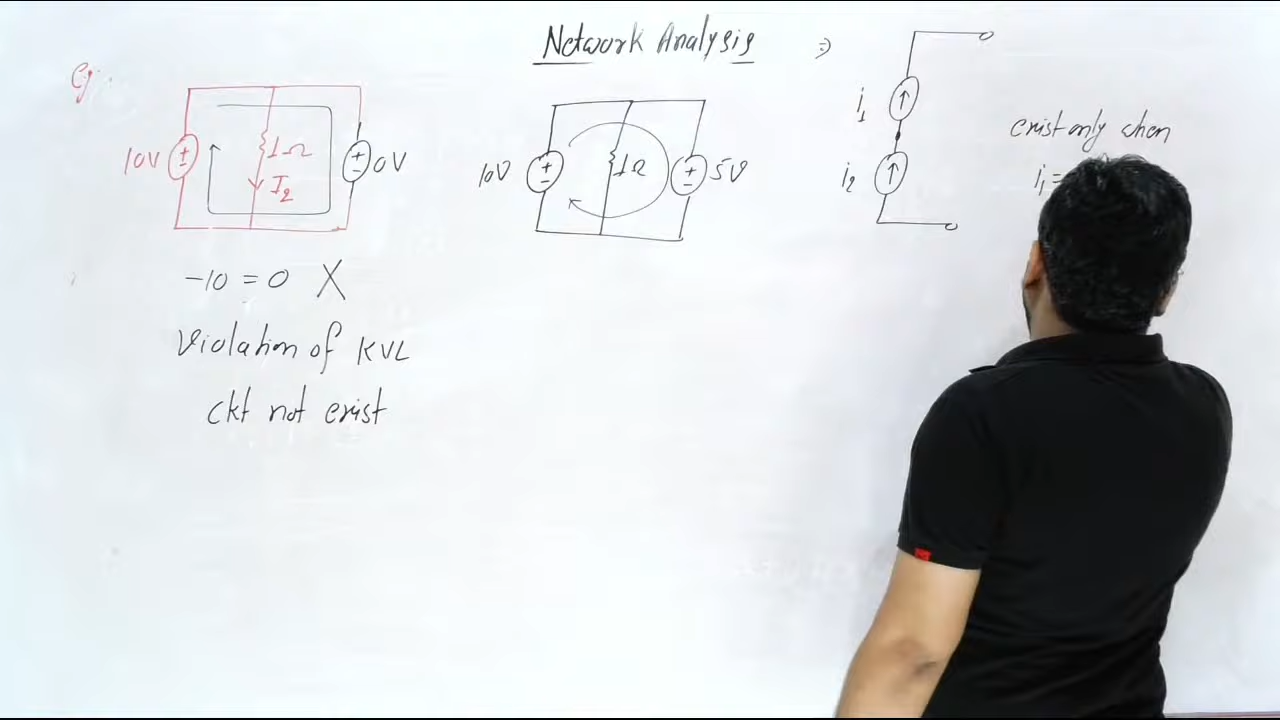 Network Analysis ⇒
Eg.
10V
1Ω
I₂
0V
10V
1Ω
5V
i₁
i₂
exist only when
i₁ =
-10 = 0 X
Violation of KVL
ckt not exist